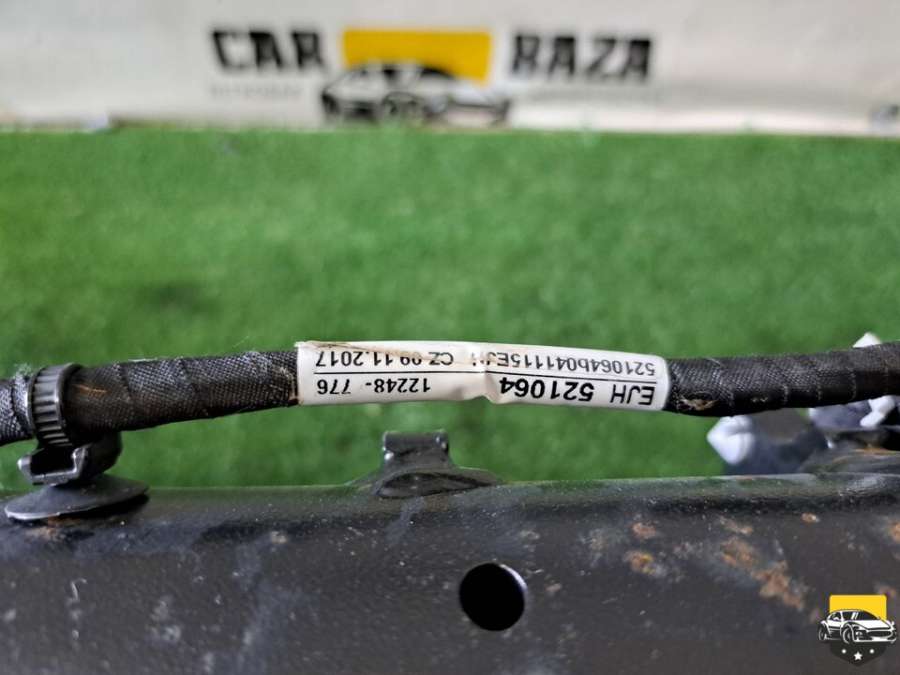 CAR BAZA
EJH 521064
12248- 776
521064b041115EJH CZ 09.11.2017